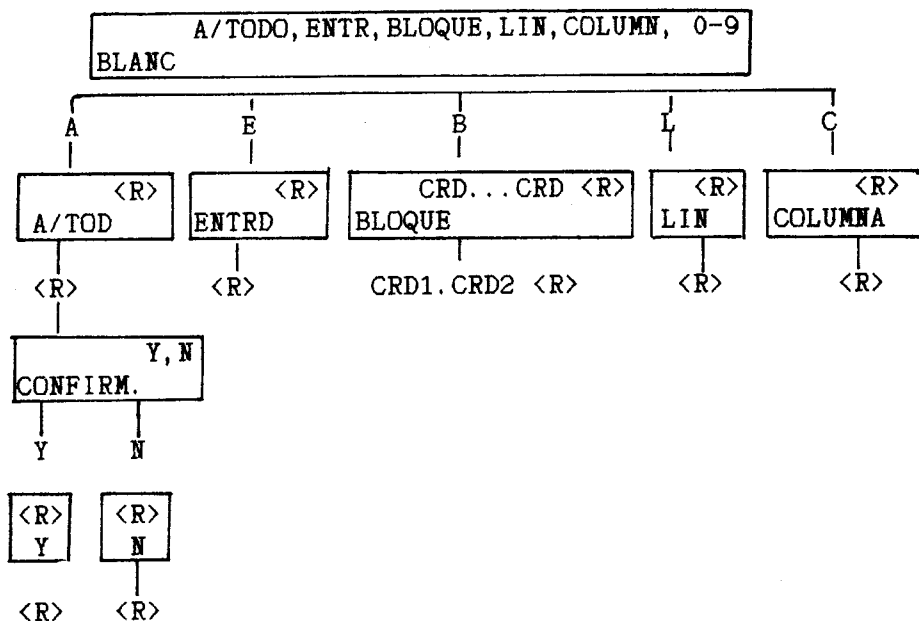 A/TODO,ENTR,BLOQUE,LIN,COLUMN, 0-9
BLANC
A E B L C
<R> <R> CRD...CRD <R> <R> <R>
A/TOD ENTRD BLOQUE LIN COLUMNA
<R> <R> CRD1.CRD2 <R> <R> <R>
Y,N
CONFIRM.
Y N
<R> <R>
Y N
<R> <R>